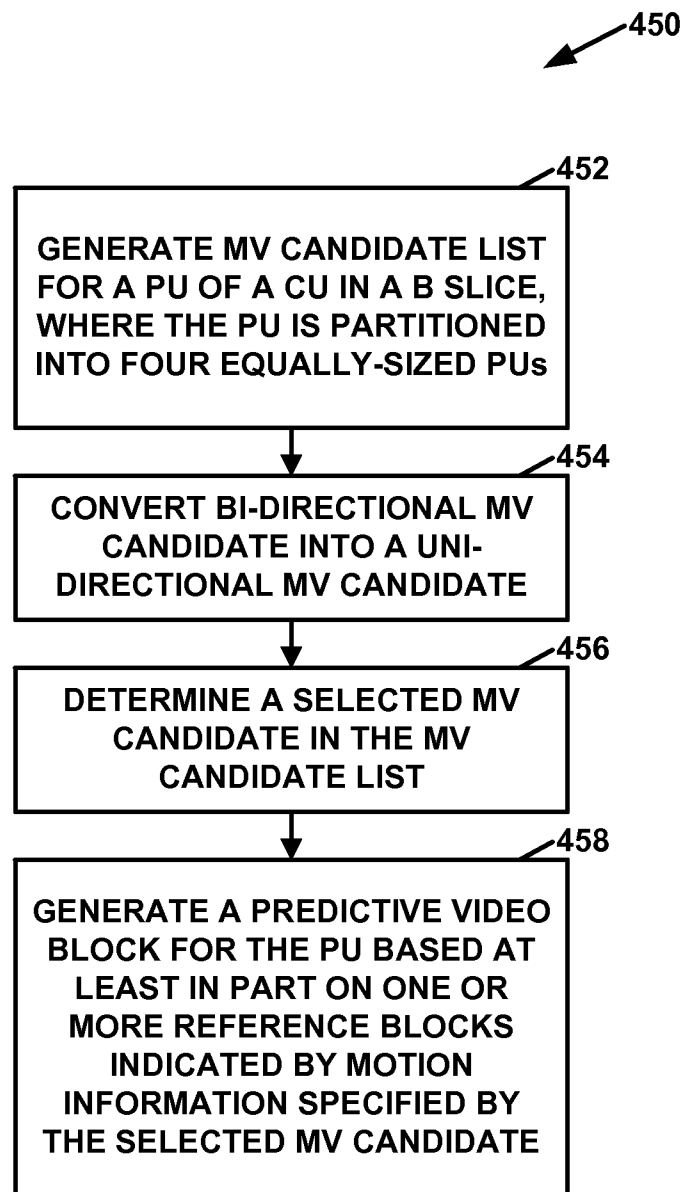 450
452
GENERATE MV CANDIDATE LIST
FOR A PU OF A CU IN A B SLICE,
WHERE THE PU IS PARTITIONED
INTO FOUR EQUALLY-SIZED PUs
454
CONVERT BI-DIRECTIONAL MV
CANDIDATE INTO A UNI-
DIRECTIONAL MV CANDIDATE
456
DETERMINE A SELECTED MV
CANDIDATE IN THE MV
CANDIDATE LIST
458
GENERATE A PREDICTIVE VIDEO
BLOCK FOR THE PU BASED AT
LEAST IN PART ON ONE OR
MORE REFERENCE BLOCKS
INDICATED BY MOTION
INFORMATION SPECIFIED BY
THE SELECTED MV CANDIDATE